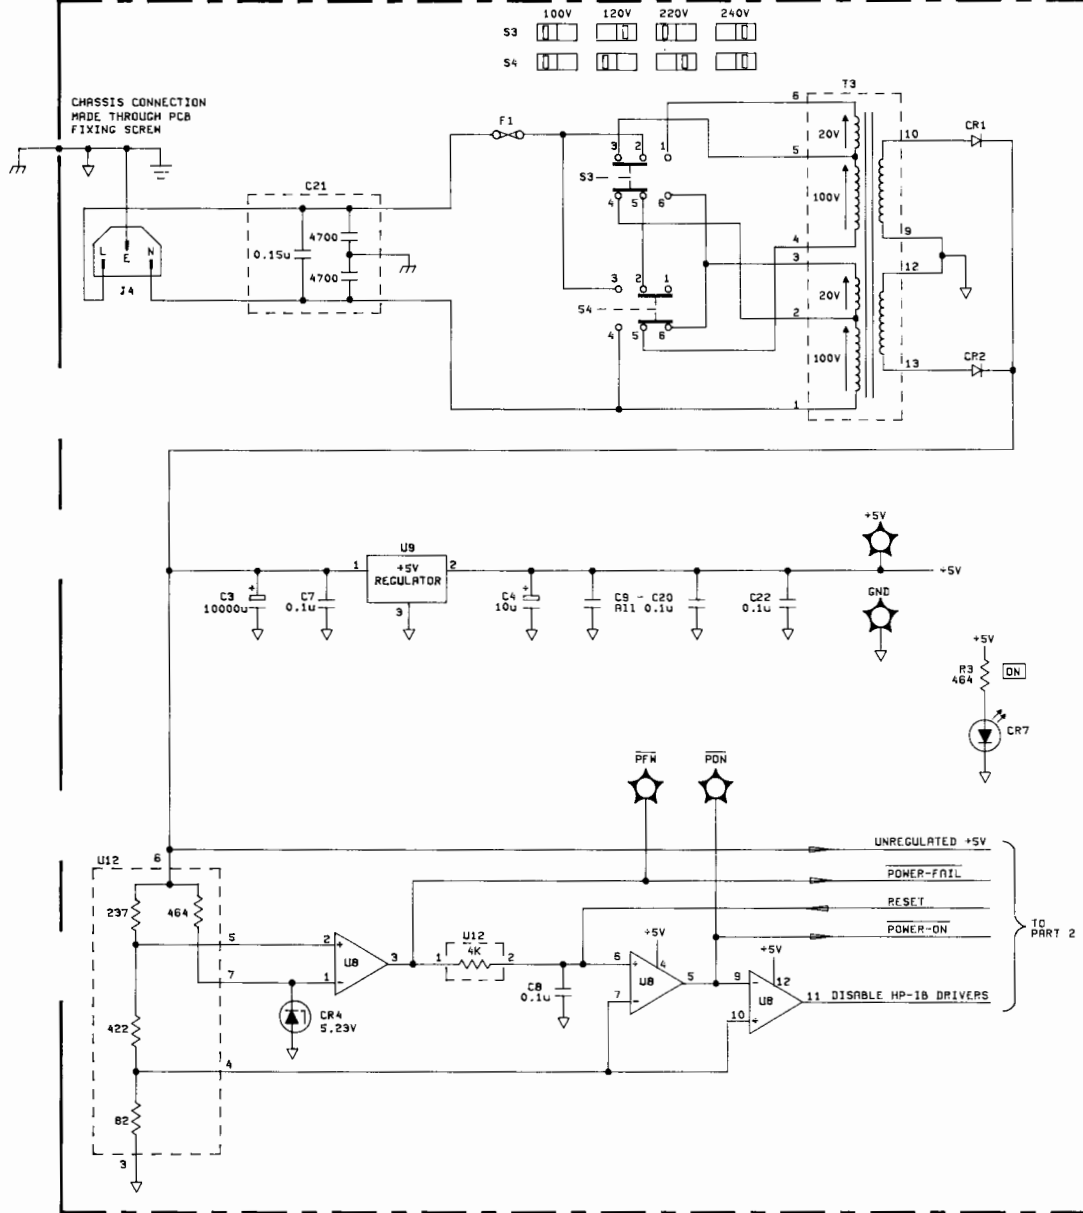 100V 120V 220V 240V
S3
S4
CHASSIS CONNECTION
MADE THROUGH PCB
FIXING SCREW
T3
F1
6
20V
10
CR1
3 2 1
5
S3
C21
4 5 6
100V
4700
L E N
0.15u
4
9
3
12
4700
J4
3 2 1
20V
S4
2
4 5 6
100V
CR2
13
1
+5V
U9
1
+5V
REGULATOR
2
+5V
C3
10000u
+
C7
0.1u
3
C4
10u
+
C9 - C20
All 0.1u
C22
0.1u
GND
+5V
R3
464
ON
CR7
PFW
PON
UNREGULATED +5V
U12
6
POWER-FAIL
237
464
RESET
TO
PART 2
5
2
+
U8
3
U12
4K
1
2
POWER-ON
+5V
+5V
7
1
-
6
+
4
U8
5
9
-
12
C8
0.1u
7
-
U8
11
DISABLE HP-IB DRIVERS
CR4
5.23V
10
+
422
4
82
3